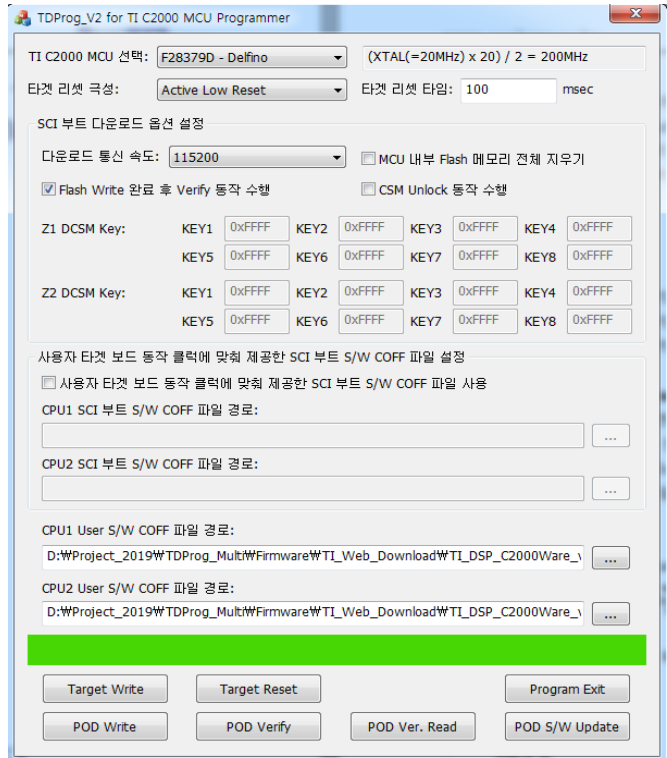 TDProg_V2 for TI C2000 MCU Programmer
TI C2000 MCU 선택: F28379D - Delfino (XTAL(=20MHz) x 20) / 2 = 200MHz
타겟 리셋 극성: Active Low Reset 타겟 리셋 타임: 100 msec
SCI 부트 다운로드 옵션 설정
다운로드 통신 속도: 115200 MCU 내부 Flash 메모리 전체 지우기
Flash Write 완료 후 Verify 동작 수행 CSM Unlock 동작 수행
Z1 DCSM Key: KEY1 0xFFFF KEY2 0xFFFF KEY3 0xFFFF KEY4 0xFFFF
KEY5 0xFFFF KEY6 0xFFFF KEY7 0xFFFF KEY8 0xFFFF
Z2 DCSM Key: KEY1 0xFFFF KEY2 0xFFFF KEY3 0xFFFF KEY4 0xFFFF
KEY5 0xFFFF KEY6 0xFFFF KEY7 0xFFFF KEY8 0xFFFF
사용자 타겟 보드 동작 클럭에 맞춰 제공한 SCI 부트 S/W COFF 파일 설정
사용자 타겟 보드 동작 클럭에 맞춰 제공한 SCI 부트 S/W COFF 파일 사용
CPU1 SCI 부트 S/W COFF 파일 경로:
...
CPU2 SCI 부트 S/W COFF 파일 경로:
...
CPU1 User S/W COFF 파일 경로:
D:₩Project_2019₩TDProg_Multi₩Firmware₩TI_Web_Download₩TI_DSP_C2000Ware_v ...
CPU2 User S/W COFF 파일 경로:
D:₩Project_2019₩TDProg_Multi₩Firmware₩TI_Web_Download₩TI_DSP_C2000Ware_v ...
Target Write Target Reset Program Exit
POD Write POD Verify POD Ver. Read POD S/W Update